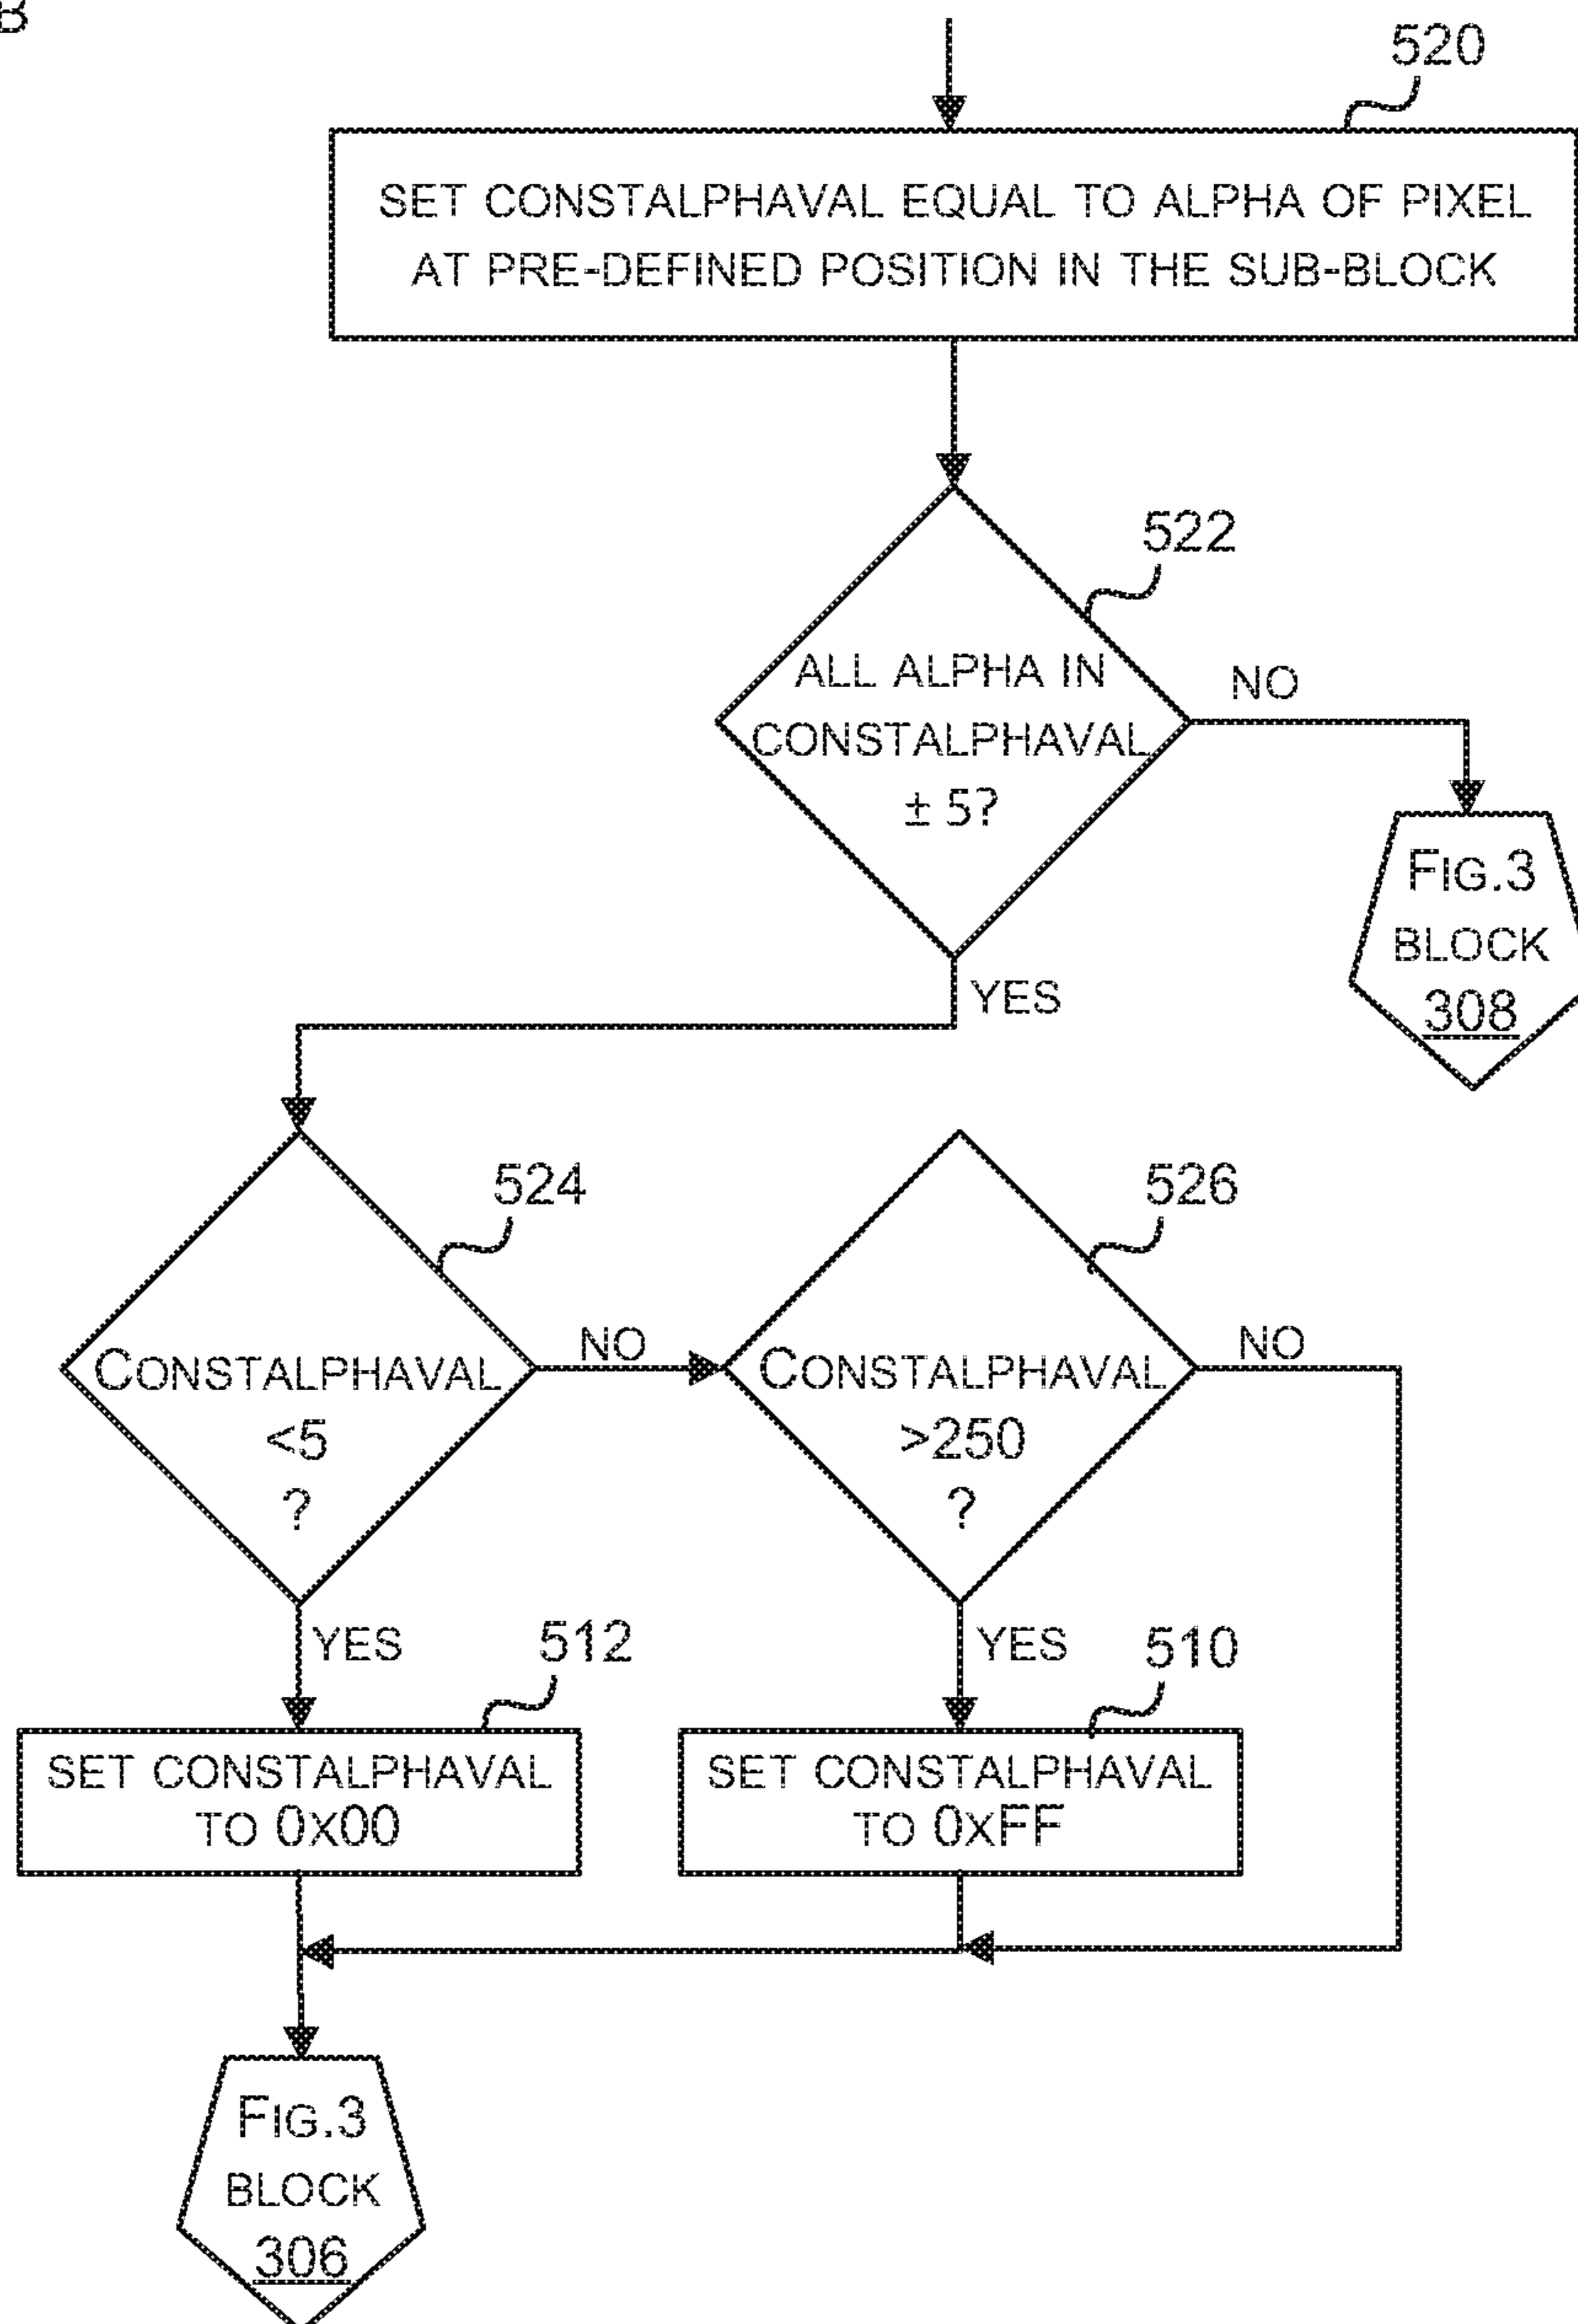 B
520
SET CONSTALPHAVAL EQUAL TO ALPHA OF PIXEL
AT PRE-DEFINED POSITION IN THE SUB-BLOCK
522
ALL ALPHA IN
CONSTALPHAVAL
± 5?
NO
FIG.3
BLOCK
308
YES
524
CONSTALPHAVAL
<5
?
NO
526
CONSTALPHAVAL
>250
?
NO
YES
512
SET CONSTALPHAVAL
TO 0X00
YES
510
SET CONSTALPHAVAL
TO 0XFF
FIG.3
BLOCK
306